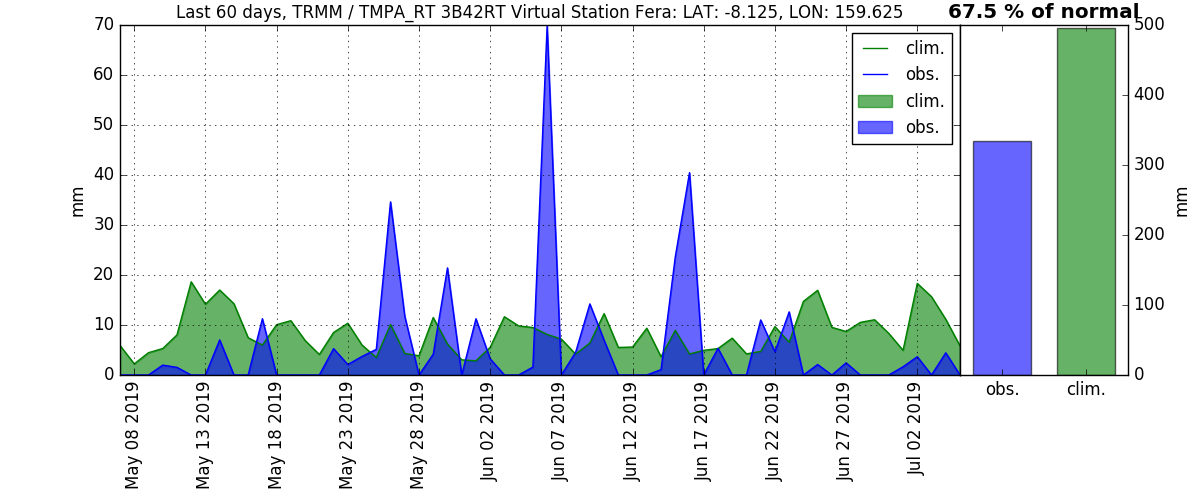 Last 60 days, TRMM / TMPA_RT 3B42RT Virtual Station Fera: LAT: -8.125, LON: 159.625
67.5 % of normal
mm
70
60
50
40
30
20
10
0
clim.
obs.
clim.
obs.
500
400
300
200
100
0
mm
obs.
clim.
May 08 2019
May 13 2019
May 18 2019
May 23 2019
May 28 2019
Jun 02 2019
Jun 07 2019
Jun 12 2019
Jun 17 2019
Jun 22 2019
Jun 27 2019
Jul 02 2019